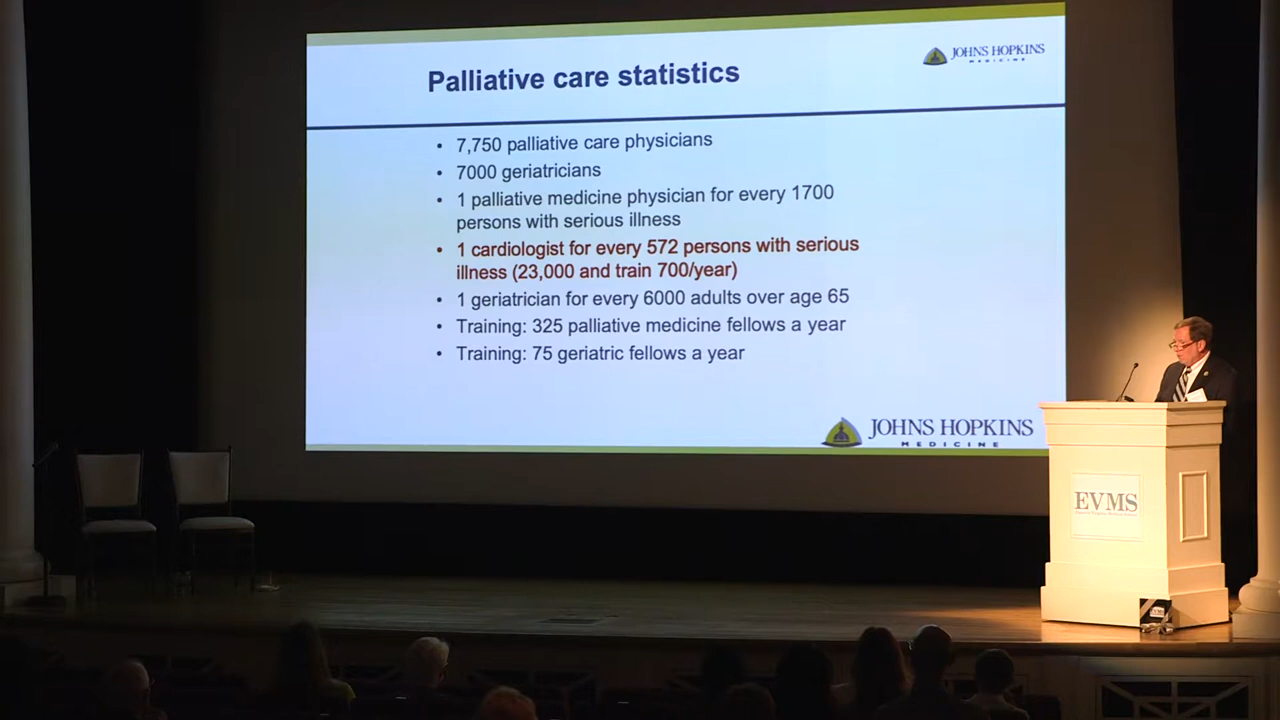 JOHNS HOPKINS
MEDICINE
Palliative care statistics
• 7,750 palliative care physicians
• 7000 geriatricians
• 1 palliative medicine physician for every 1700
persons with serious illness
• 1 cardiologist for every 572 persons with serious
illness (23,000 and train 700/year)
• 1 geriatrician for every 6000 adults over age 65
• Training: 325 palliative medicine fellows a year
• Training: 75 geriatric fellows a year
JOHNS HOPKINS
MEDICINE
EVMS